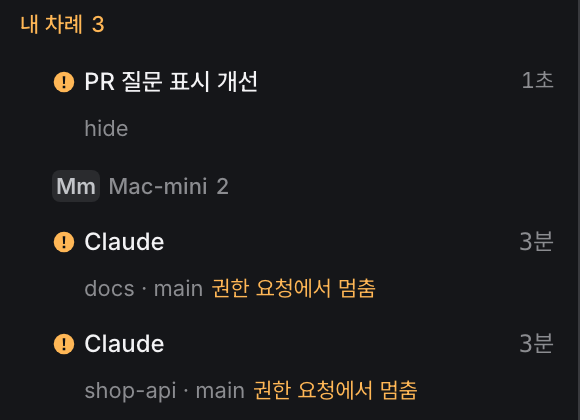 내 차례 3
! PR 질문 표시 개선 1초
hide
Mm Mac-mini 2
! Claude 3분
docs · main 권한 요청에서 멈춤
! Claude 3분
shop-api · main 권한 요청에서 멈춤